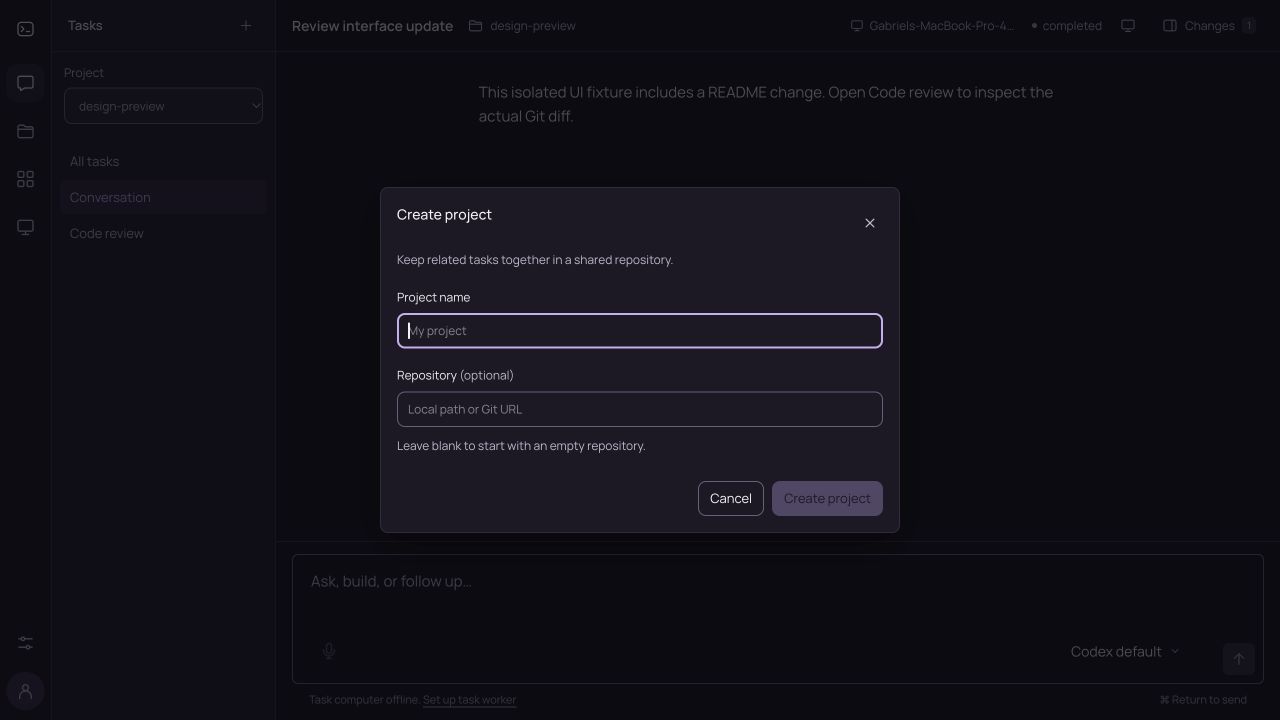 Tasks
Review interface update
design-preview
Gabriels-MacBook-Pro-4...
completed
Changes 1
Project
design-preview
This isolated UI fixture includes a README change. Open Code review to inspect the
actual Git diff.
All tasks
Conversation
Code review
Create project
Keep related tasks together in a shared repository.
Project name
My project
Repository (optional)
Local path or Git URL
Leave blank to start with an empty repository.
Cancel
Create project
Ask, build, or follow up...
Codex default
Task computer offline. Set up task worker
⌘ Return to send